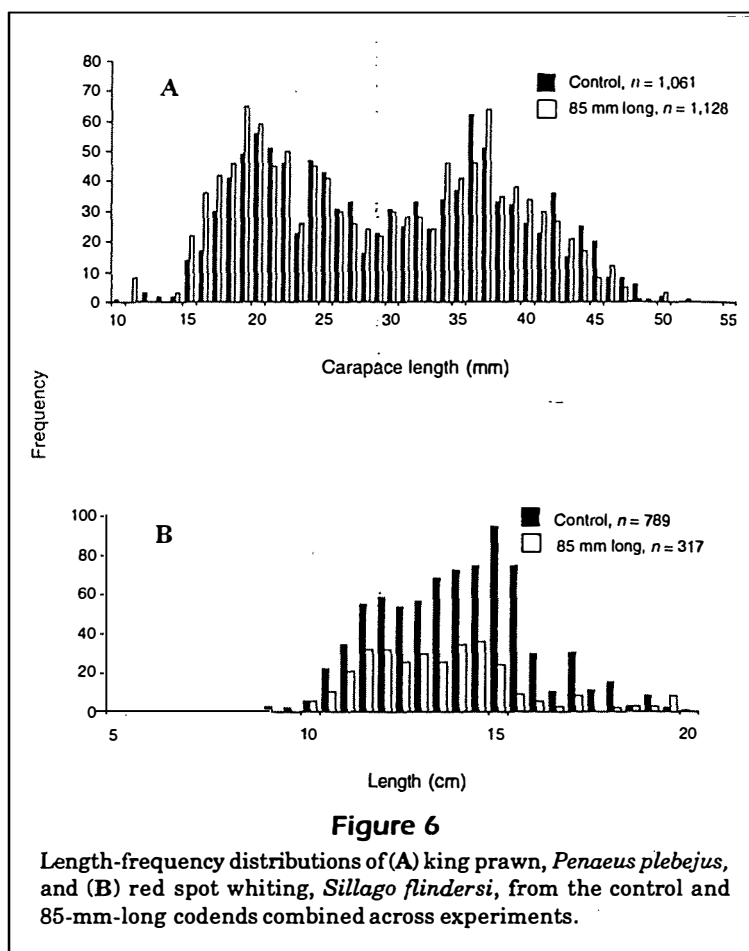 80
70
60
50
40
30
20
10
0
A
Control, n = 1,061
85 mm long, n = 1,128
10 15 20 25 30 35 40 45 50 55
Carapace length (mm)
Frequency
100
80
60
40
20
0
B
Control, n = 789
85 mm long, n = 317
5 10 15 20
Length (cm)
Figure 6
Length-frequency distributions of (A) king prawn, Penaeus plebejus,
and (B) red spot whiting, Sillago flindersi, from the control and
85-mm-long codends combined across experiments.